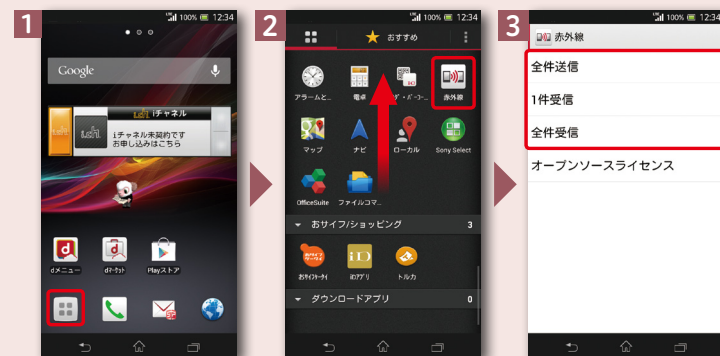 1
100% 12:34
Google
i チャネル
iチャネル未契約です
お申し込みはこちら
dメニュー
dマーケット
Playストア
2
100% 12:34
おすすめ
アラームと...
電卓
赤外線
マップ
ナビ
ローカル
Sony Select
OfficeSuite
ファイルコマ...
おサイフ/ショッピング 3
おサイフケータイ
iD
iDアプリ
トルカ
ダウンロードアプリ 0
3
100% 12:34
赤外線
全件送信
1件受信
全件受信
オープンソースライセンス